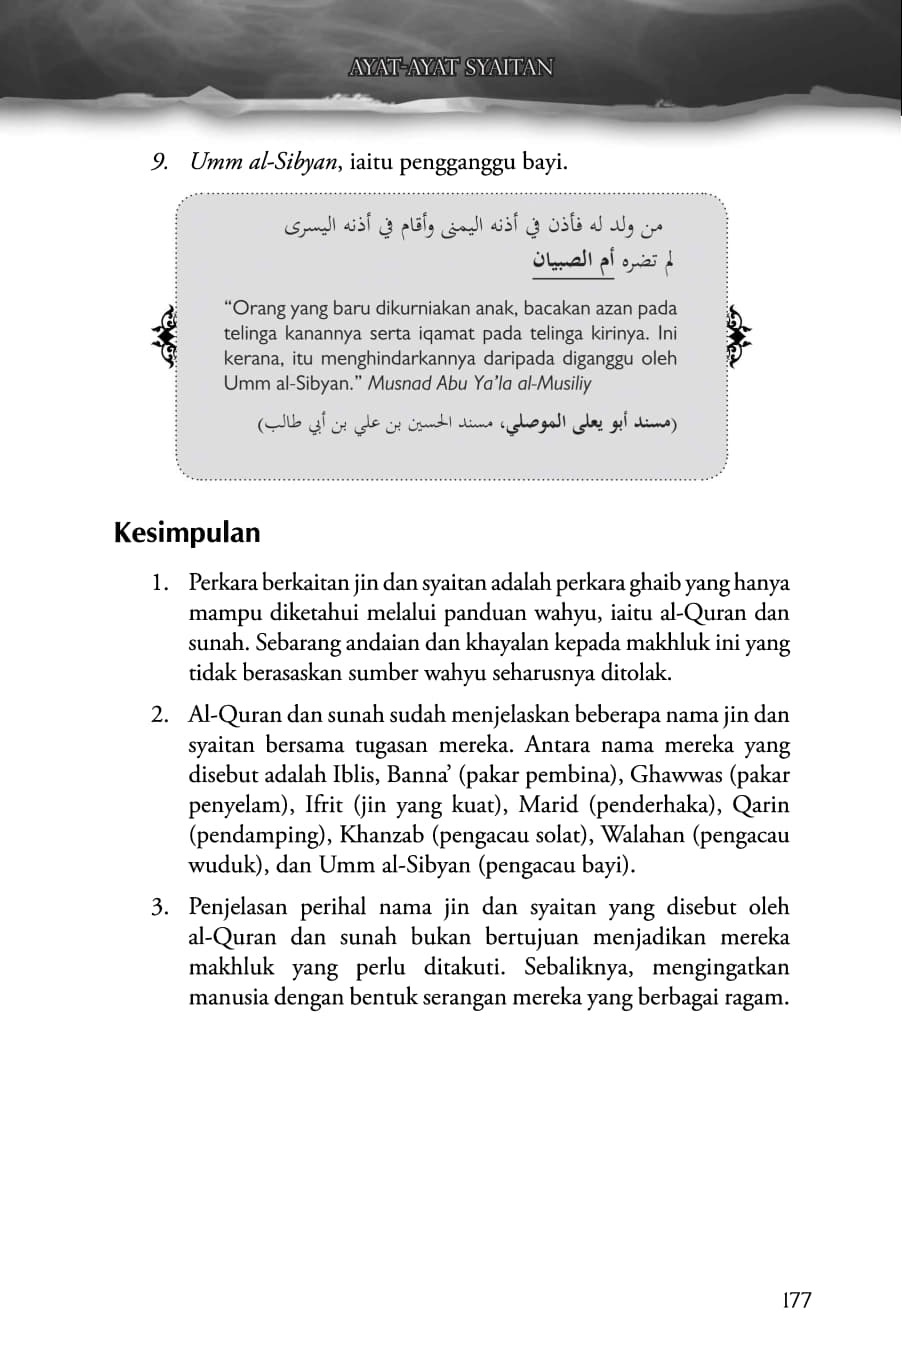 AYAT-AYAT SYAITAN
9. Umm al-Sibyan, iaitu pengganggu bayi.
من ولد له فأذن في أذنه اليمنى وأقام في أذنه اليسرى
لم تضره أم الصبيان
“Orang yang baru dikurniakan anak, bacakan azan pada
telinga kanannya serta iqamat pada telinga kirinya. Ini
kerana, itu menghindarkannya daripada diganggu oleh
Umm al-Sibyan.” Musnad Abu Ya’la al-Musiliy
(مسند أبو يعلى الموصلي، مسند الحسين بن علي بن أبي طالب)
Kesimpulan
1. Perkara berkaitan jin dan syaitan adalah perkara ghaib yang hanya
mampu diketahui melalui panduan wahyu, iaitu al-Quran dan
sunah. Sebarang andaian dan khayalan kepada makhluk ini yang
tidak berasaskan sumber wahyu seharusnya ditolak.
2. Al-Quran dan sunah sudah menjelaskan beberapa nama jin dan
syaitan bersama tugasan mereka. Antara nama mereka yang
disebut adalah Iblis, Banna’ (pakar pembina), Ghawwas (pakar
penyelam), Ifrit (jin yang kuat), Marid (penderhaka), Qarin
(pendamping), Khanzab (pengacau solat), Walahan (pengacau
wuduk), dan Umm al-Sibyan (pengacau bayi).
3. Penjelasan perihal nama jin dan syaitan yang disebut oleh
al-Quran dan sunah bukan bertujuan menjadikan mereka
makhluk yang perlu ditakuti. Sebaliknya, mengingatkan
manusia dengan bentuk serangan mereka yang berbagai ragam.
177